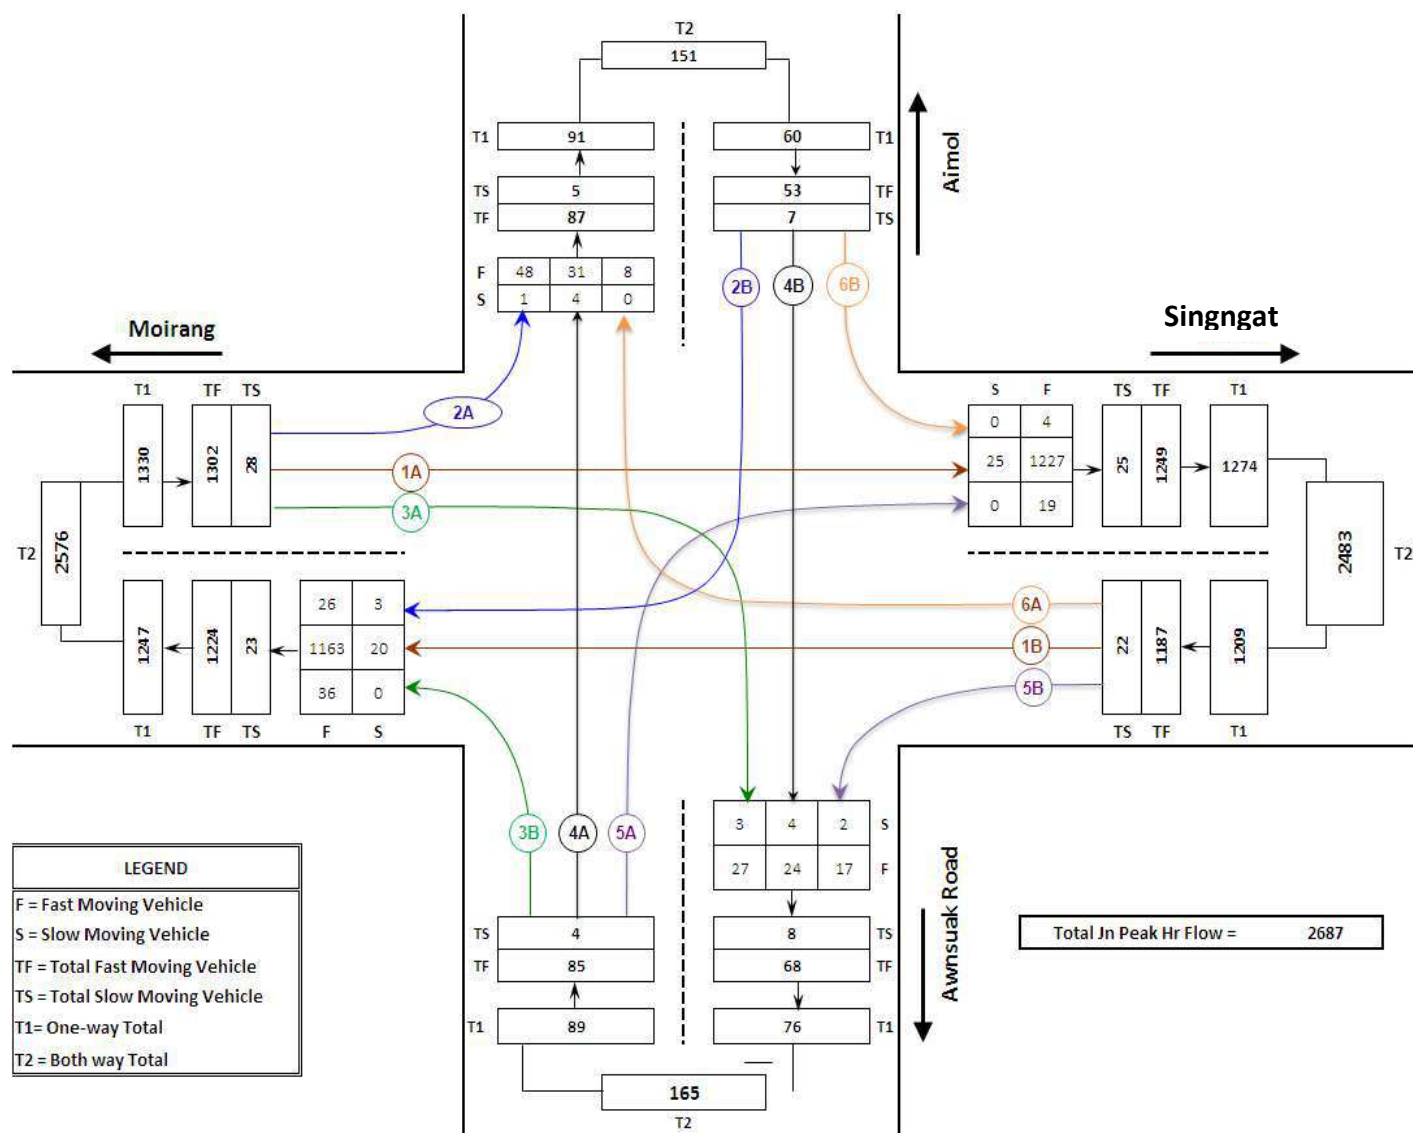 T2
151
T1 91
60 T1
TS 5
53 TF
TF 87
7 TS
F 48 31 8
S 1 4 0
2B 4B 6B
Aimol
Moirang
Singngat
T1 TF TS
1330 1302 28
2A
1A
3A
S F
0 4
25 1227
0 19
TS TF T1
25 1249 1274
T2 2576
2483 T2
1247 1224 23
26 3
1163 20
36 0
T1 TF TS F S
6A
1B
5B
22 1187 1209
TS TF T1
3B 4A 5A
3 4 2 S
27 24 17 F
TS 4
8 TS
TF 85
68 TF
T1 89
76 T1
165
T2
Awnsuak Road
LEGEND
F = Fast Moving Vehicle
S = Slow Moving Vehicle
TF = Total Fast Moving Vehicle
TS = Total Slow Moving Vehicle
T1= One-way Total
T2 = Both way Total
Total Jn Peak Hr Flow = 2687